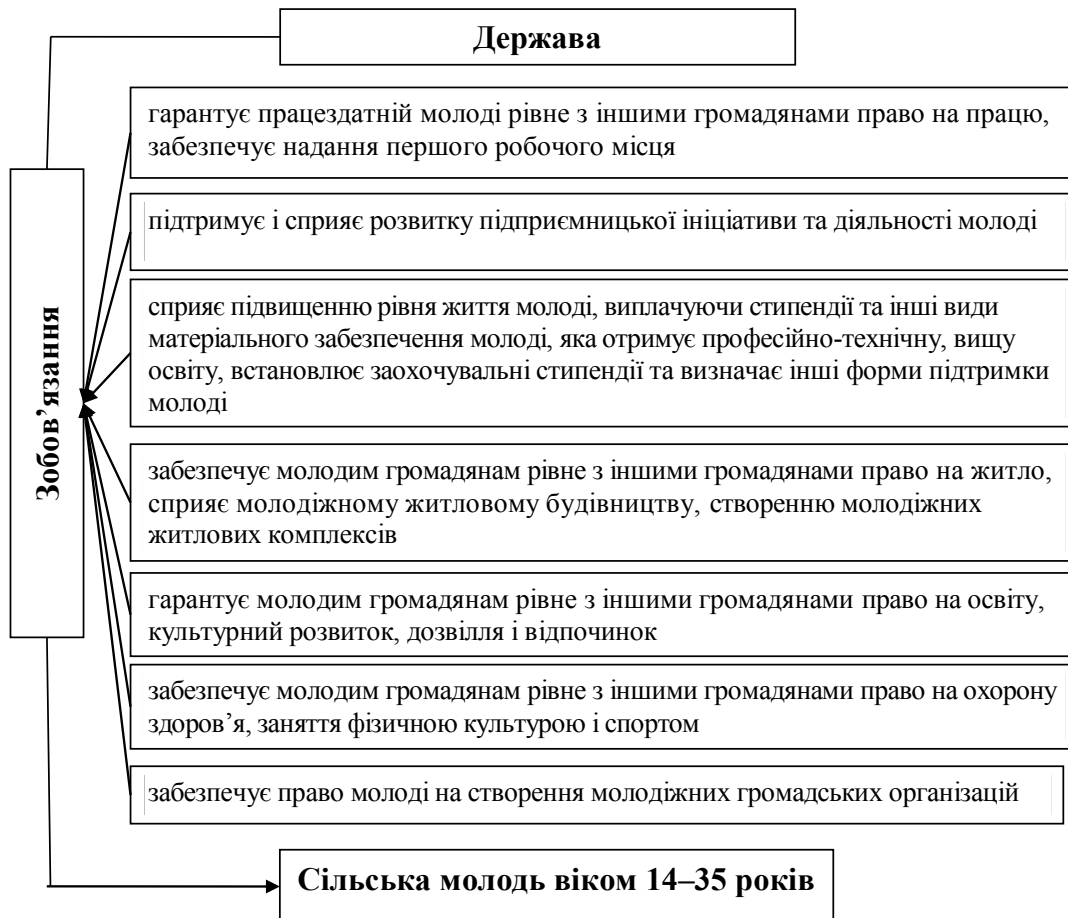 Держава
гарантує працездатній молоді рівне з іншими громадянами право на працю,
забезпечує надання першого робочого місця
підтримує і сприяє розвитку підприємницької ініціативи та діяльності молоді
Зобов’язання
сприяє підвищенню рівня життя молоді, виплачуючи стипендії та інші види
матеріального забезпечення молоді, яка отримує професійно-технічну, вищу
освіту, встановлює заохочувальні стипендії та визначає інші форми підтримки
молоді
забезпечує молодим громадянам рівне з іншими громадянами право на житло,
сприяє молодіжному житловому будівництву, створенню молодіжних
житлових комплексів
гарантує молодим громадянам рівне з іншими громадянами право на освіту,
культурний розвиток, дозвілля і відпочинок
забезпечує молодим громадянам рівне з іншими громадянами право на охорону
здоров’я, заняття фізичною культурою і спортом
забезпечує право молоді на створення молодіжних громадських організацій
Сільська молодь віком 14–35 років